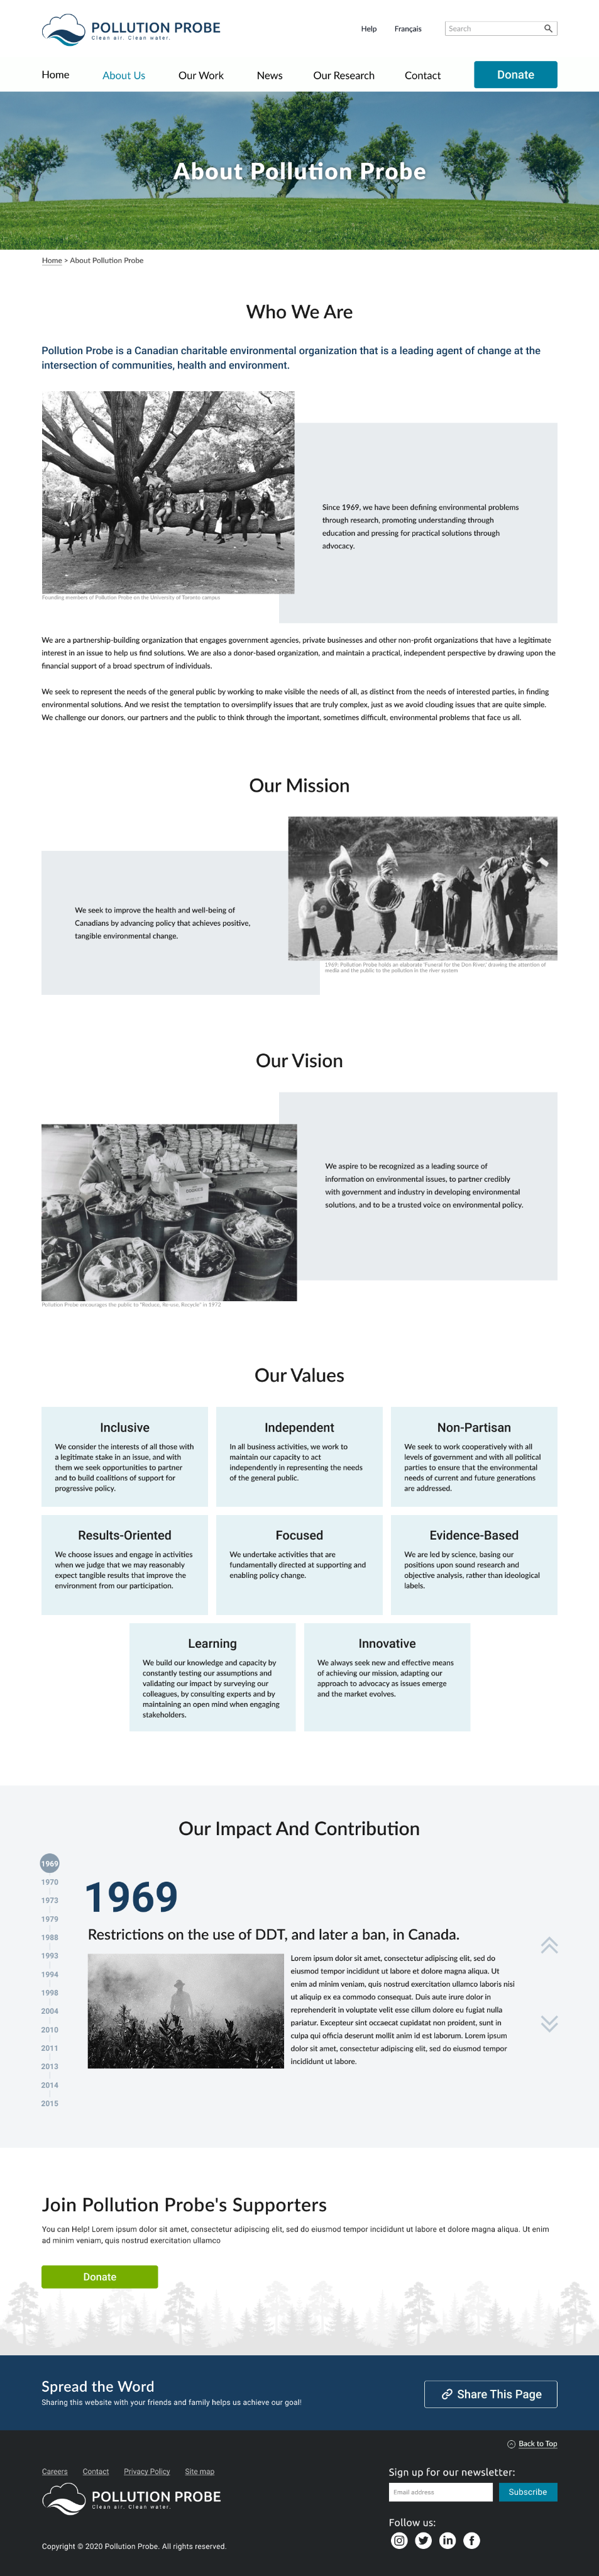 POLLUTION PROBE
Clean air. Clean water.
Help
Français
Search
Home
About Us
Our Work
News
Our Research
Contact
Donate
About Pollution Probe
Home > About Pollution Probe
Who We Are
Pollution Probe is a Canadian charitable environmental organization that is a leading agent of change at the
intersection of communities, health and environment.
Since 1969, we have been defining environmental problems
through research, promoting understanding through
education and pressing for practical solutions through
advocacy.
Founding members of Pollution Probe on the University of Toronto campus
We are a partnership-building organization that engages government agencies, private businesses and other non-profit organizations that have a legitimate
interest in an issue to help us find solutions. We are also a donor-based organization, and maintain a practical, independent perspective by drawing upon the
financial support of a broad spectrum of individuals.
We seek to represent the needs of the general public by working to make visible the needs of all, as distinct from the needs of interested parties, in finding
environmental solutions. And we resist the temptation to oversimplify issues that are truly complex, just as we avoid clouding issues that are quite simple.
We challenge our donors, our partners and the public to think through the important, sometimes difficult, environmental problems that face us all.
Our Mission
We seek to improve the health and well-being of
Canadians by advancing policy that achieves positive,
tangible environmental change.
1969: Pollution Probe holds an elaborate 'Funeral for the Don River,' drawing the attention of
media and the public to the pollution in the river system
Our Vision
We aspire to be recognized as a leading source of
information on environmental issues, to partner credibly
with government and industry in developing environmental
solutions, and to be a trusted voice on environmental policy.
Pollution Probe encourages the public to "Reduce, Re-use, Recycle" in 1972
Our Values
Inclusive
We consider the interests of all those with
a legitimate stake in an issue, and with
them we seek opportunities to partner
and to build coalitions of support for
progressive policy.
Independent
In all business activities, we work to
maintain our capacity to act
independently in representing the needs
of the general public.
Non-Partisan
We seek to work cooperatively with all
levels of government and with all political
parties to ensure that the environmental
needs of current and future generations
are addressed.
Results-Oriented
We choose issues and engage in activities
when we judge that we may reasonably
expect tangible results that improve the
environment from our participation.
Focused
We undertake activities that are
fundamentally directed at supporting and
enabling policy change.
Evidence-Based
We are led by science, basing our
positions upon sound research and
objective analysis, rather than ideological
labels.
Learning
We build our knowledge and capacity by
constantly testing our assumptions and
validating our impact by surveying our
colleagues, by consulting experts and by
maintaining an open mind when engaging
stakeholders.
Innovative
We always seek new and effective means
of achieving our mission, adapting our
approach to advocacy as issues emerge
and the market evolves.
Our Impact And Contribution
1969
1970
1973
1979
1988
1993
1994
1998
2004
2010
2011
2013
2014
2015
1969
Restrictions on the use of DDT, and later a ban, in Canada.
Lorem ipsum dolor sit amet, consectetur adipiscing elit, sed do
eiusmod tempor incididunt ut labore et dolore magna aliqua. Ut
enim ad minim veniam, quis nostrud exercitation ullamco laboris nisi
ut aliquip ex ea commodo consequat. Duis aute irure dolor in
reprehenderit in voluptate velit esse cillum dolore eu fugiat nulla
pariatur. Excepteur sint occaecat cupidatat non proident, sunt in
culpa qui officia deserunt mollit anim id est laborum. Lorem ipsum
dolor sit amet, consectetur adipiscing elit, sed do eiusmod tempor
incididunt ut labore.
Join Pollution Probe's Supporters
You can Help! Lorem ipsum dolor sit amet, consectetur adipiscing elit, sed do eiusmod tempor incididunt ut labore et dolore magna aliqua. Ut enim
ad minim veniam, quis nostrud exercitation ullamco
Donate
Spread the Word
Sharing this website with your friends and family helps us achieve our goal!
Share This Page
Back to Top
Careers
Contact
Privacy Policy
Site map
POLLUTION PROBE
Clean air. Clean water.
Copyright © 2020 Pollution Probe. All rights reserved.
Sign up for our newsletter:
Email address
Subscribe
Follow us: